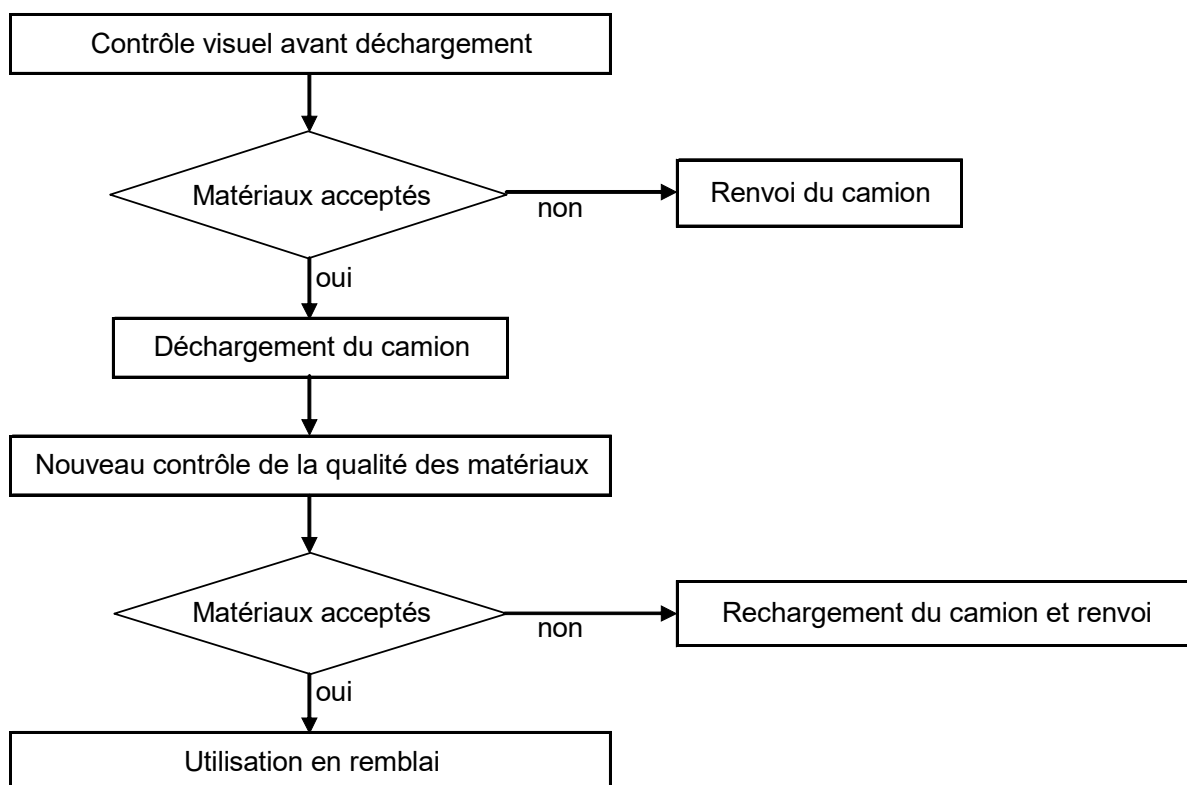 Contrôle visuel avant déchargement
Matériaux acceptés
non
Renvoi du camion
oui
Déchargement du camion
Nouveau contrôle de la qualité des matériaux
Matériaux acceptés
non
Rechargement du camion et renvoi
oui
Utilisation en remblai